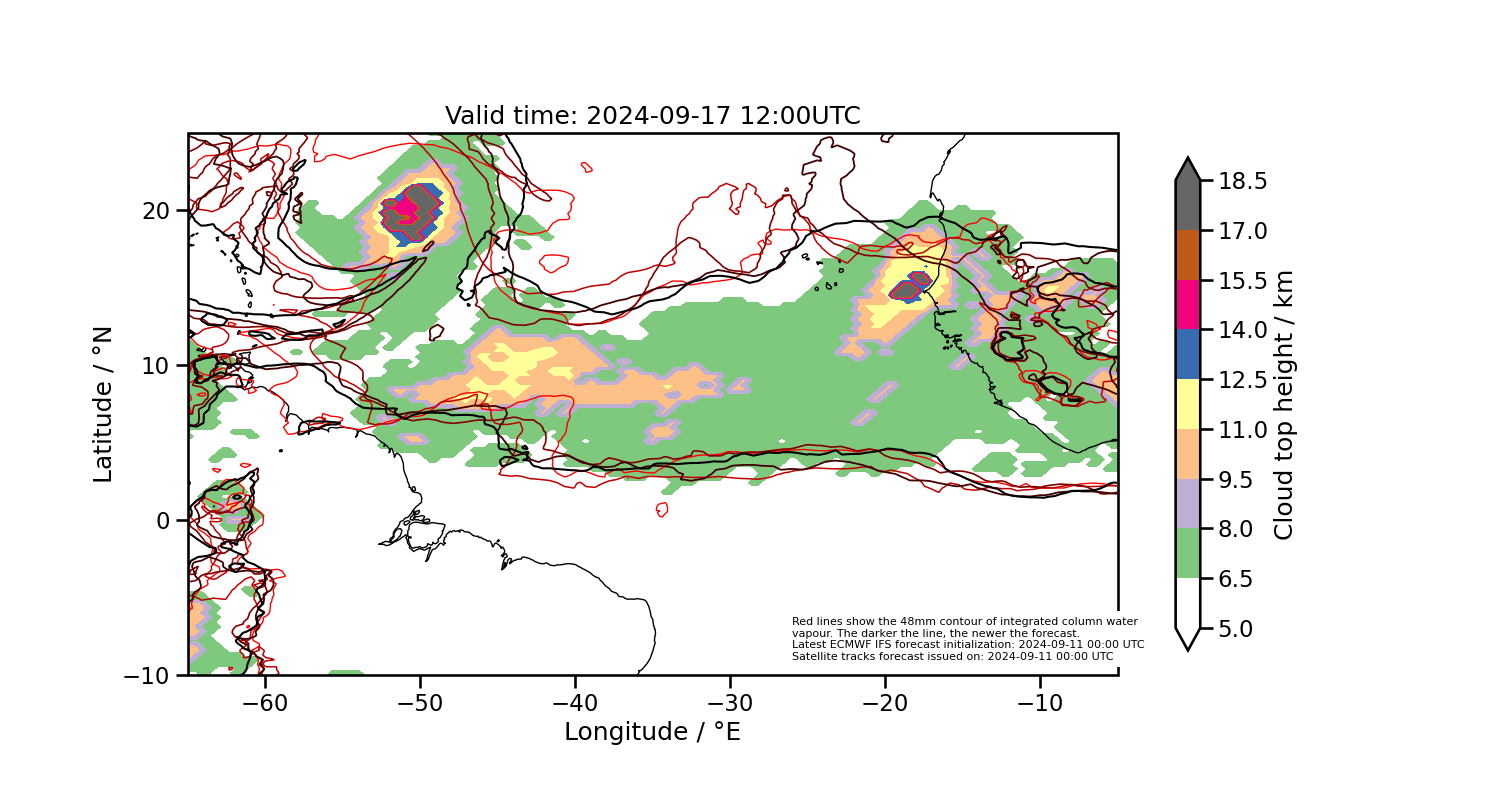 Valid time: 2024-09-17 12:00UTC
20
10
0
−10
Latitude / °N
−60
−50
−40
−30
−20
−10
Longitude / °E
Red lines show the 48mm contour of integrated column water
vapour. The darker the line, the newer the forecast.
Latest ECMWF IFS forecast initialization: 2024-09-11 00:00 UTC
Satellite tracks forecast issued on: 2024-09-11 00:00 UTC
18.5
17.0
15.5
14.0
12.5
11.0
9.5
8.0
6.5
5.0
Cloud top height / km